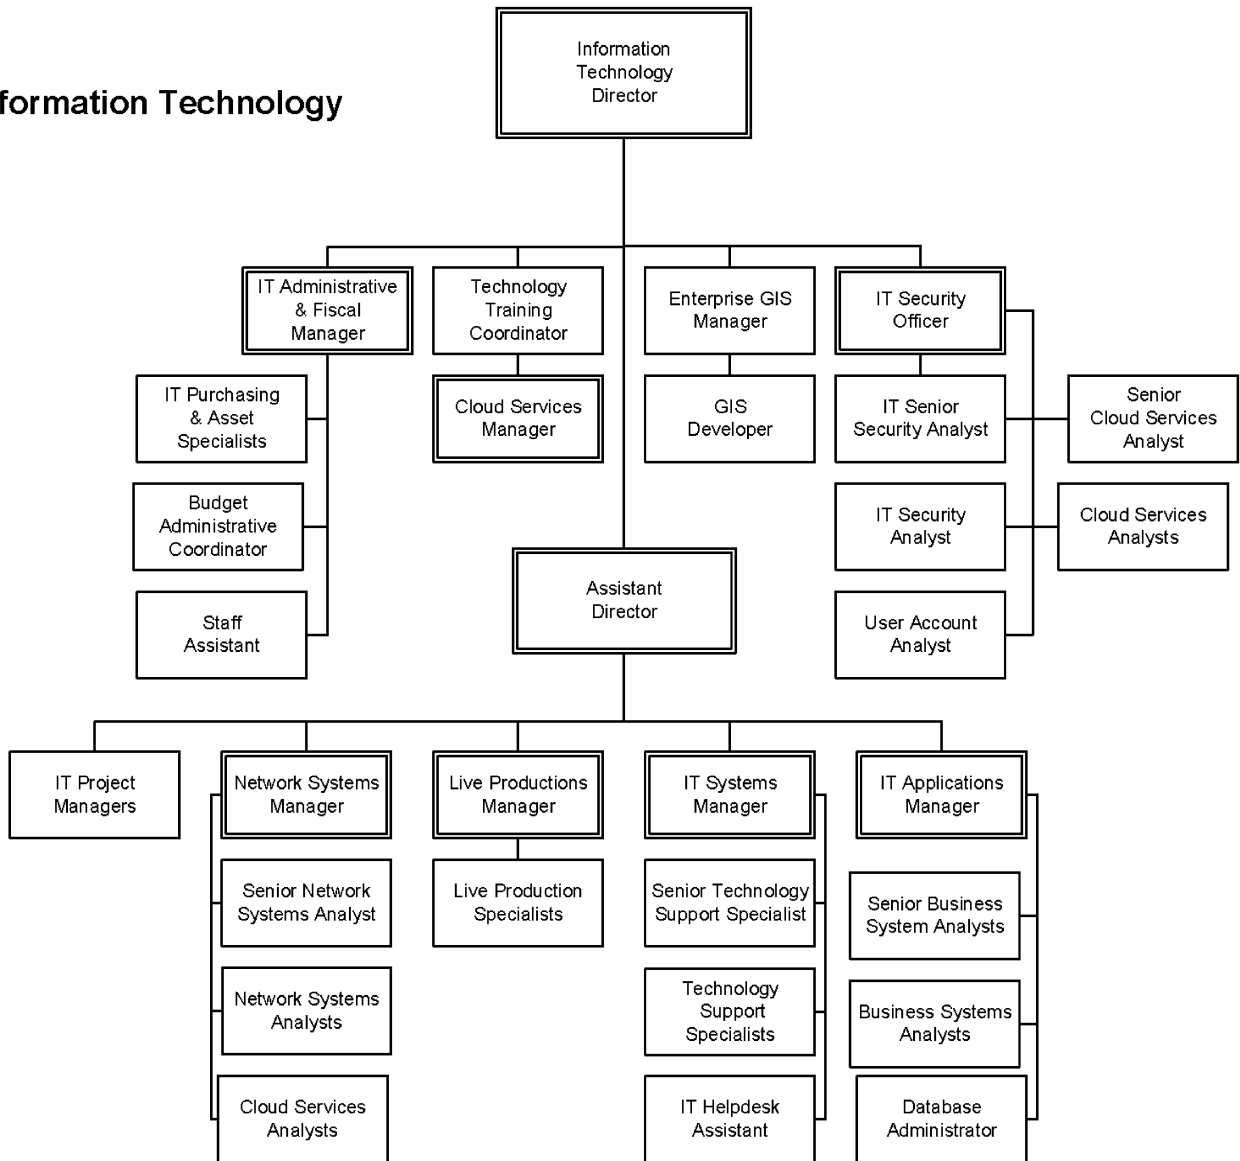 Information
Technology
Director
formation Technology
IT Administrative
& Fiscal
Manager
Technology
Training
Coordinator
Enterprise GIS
Manager
IT Security
Officer
IT Purchasing
& Asset
Specialists
Cloud Services
Manager
GIS
Developer
IT Senior
Security Analyst
Senior
Cloud Services
Analyst
Budget
Administrative
Coordinator
IT Security
Analyst
Cloud Services
Analysts
Assistant
Director
Staff
Assistant
User Account
Analyst
IT Project
Managers
Network Systems
Manager
Live Productions
Manager
IT Systems
Manager
IT Applications
Manager
Senior Network
Systems Analyst
Live Production
Specialists
Senior Technology
Support Specialist
Senior Business
System Analysts
Network Systems
Analysts
Technology
Support
Specialists
Business Systems
Analysts
Cloud Services
Analysts
IT Helpdesk
Assistant
Database
Administrator